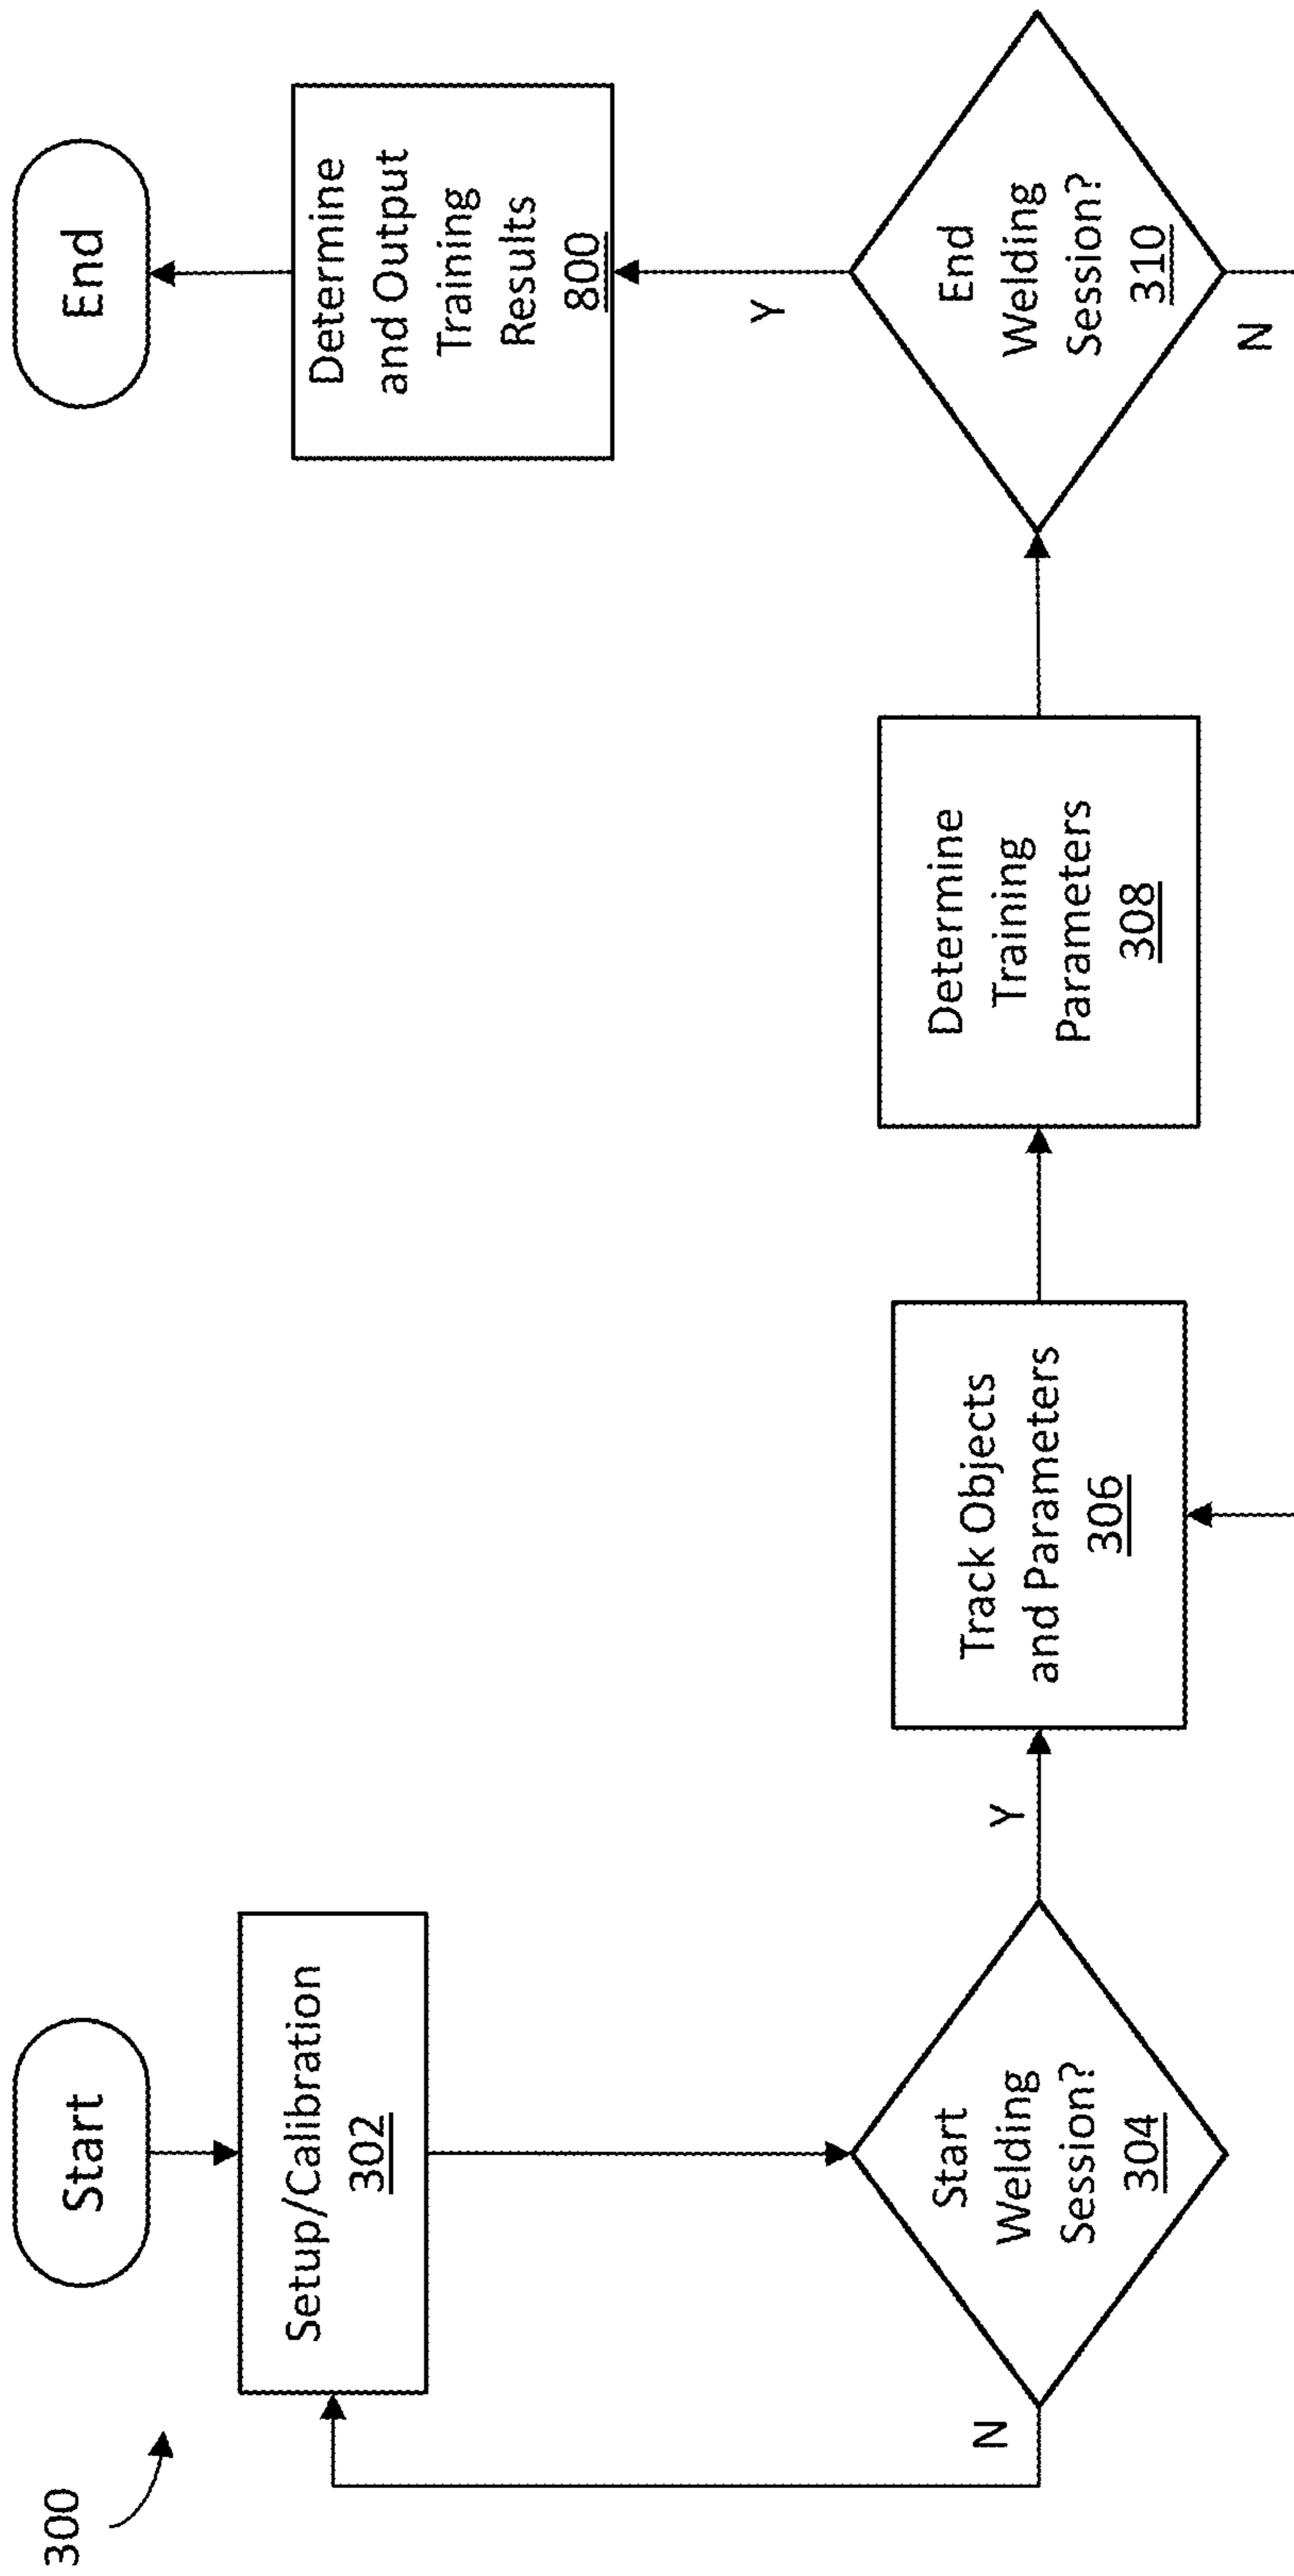 300
Start
Setup/Calibration
302
Start
Welding
Session?
304
N
Y
Track Objects
and Parameters
306
Determine
Training
Parameters
308
End
Welding
Session?
310
N
Y
Determine
and Output
Training
Results
800
End